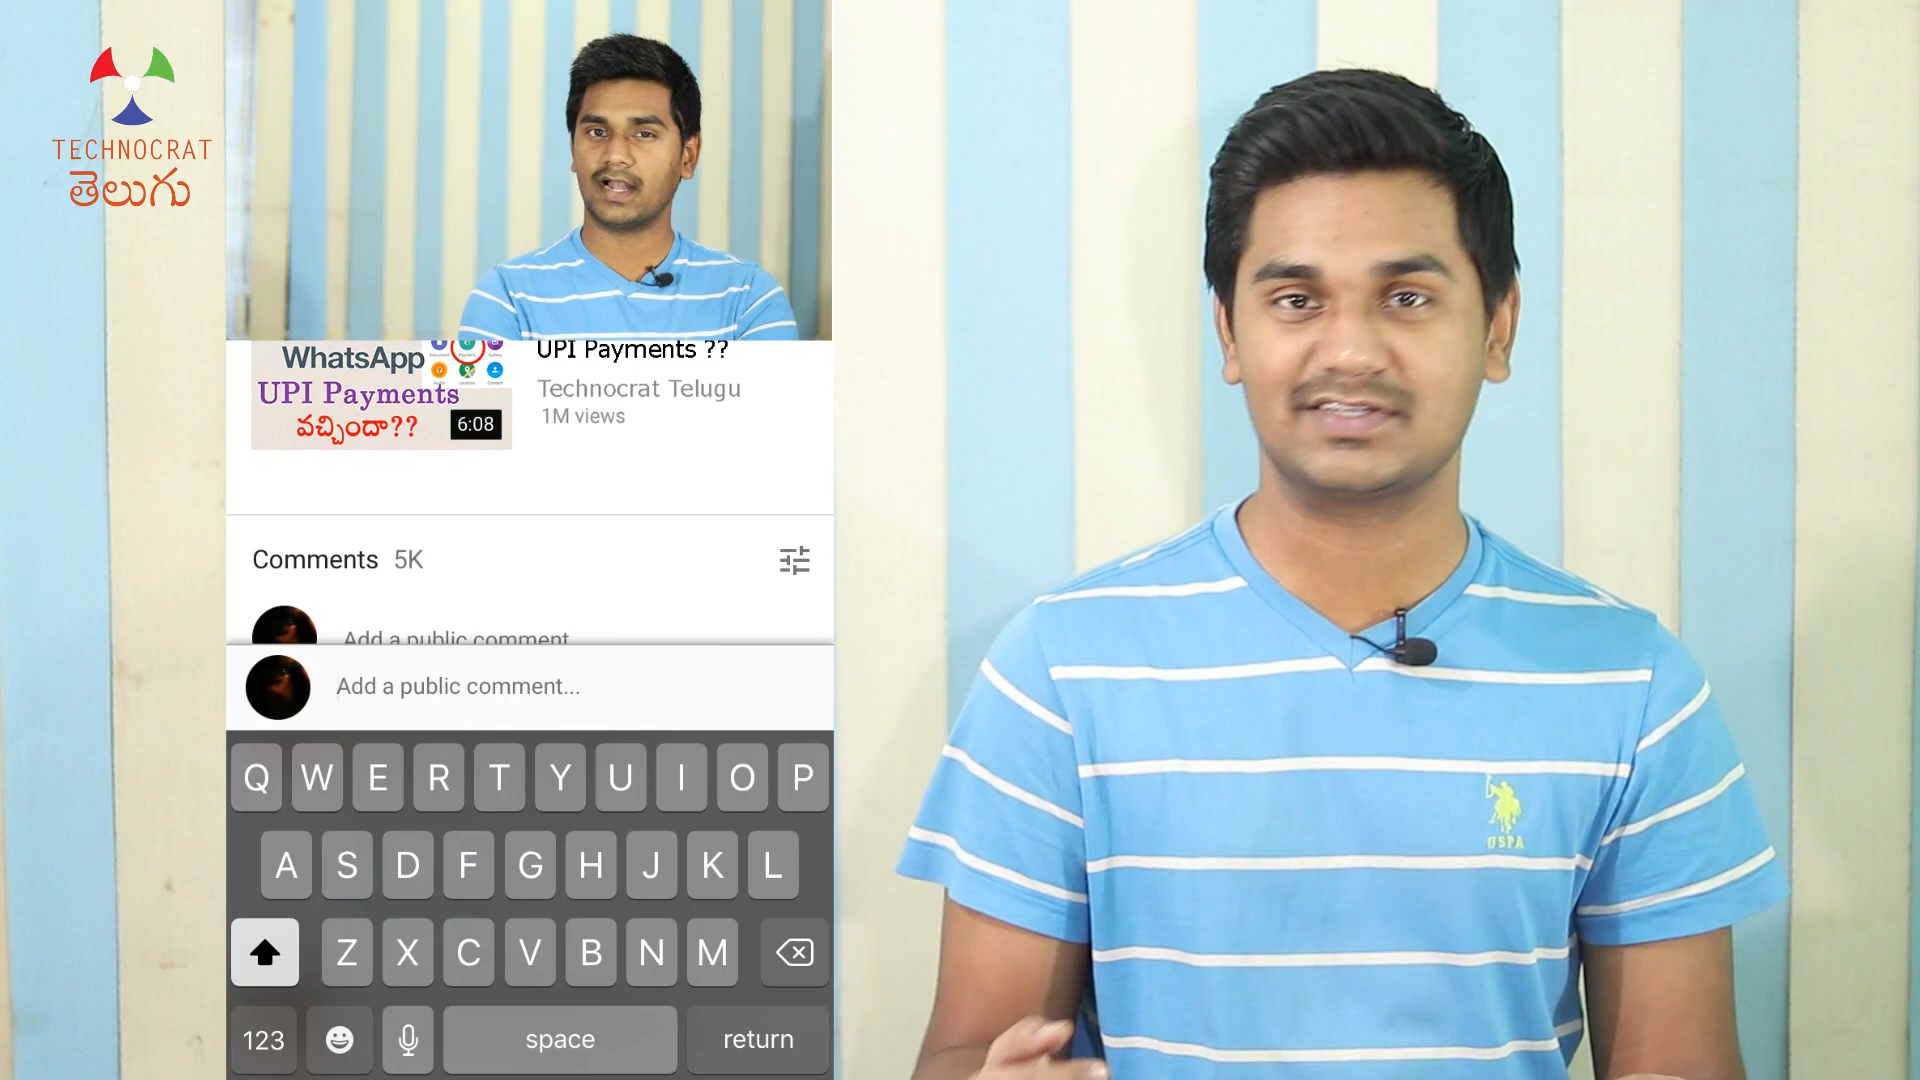 TECHNOCRAT
తెలుగు
WhatsApp
UPI Payments
వచ్చిందా??
6:08
UPI Payments ??
Technocrat Telugu
1M views
Comments 5K
Add a public comment
Add a public comment...
Q W E R T Y U I O P
A S D F G H J K L
Z X C V B N M
123 space return
USPA